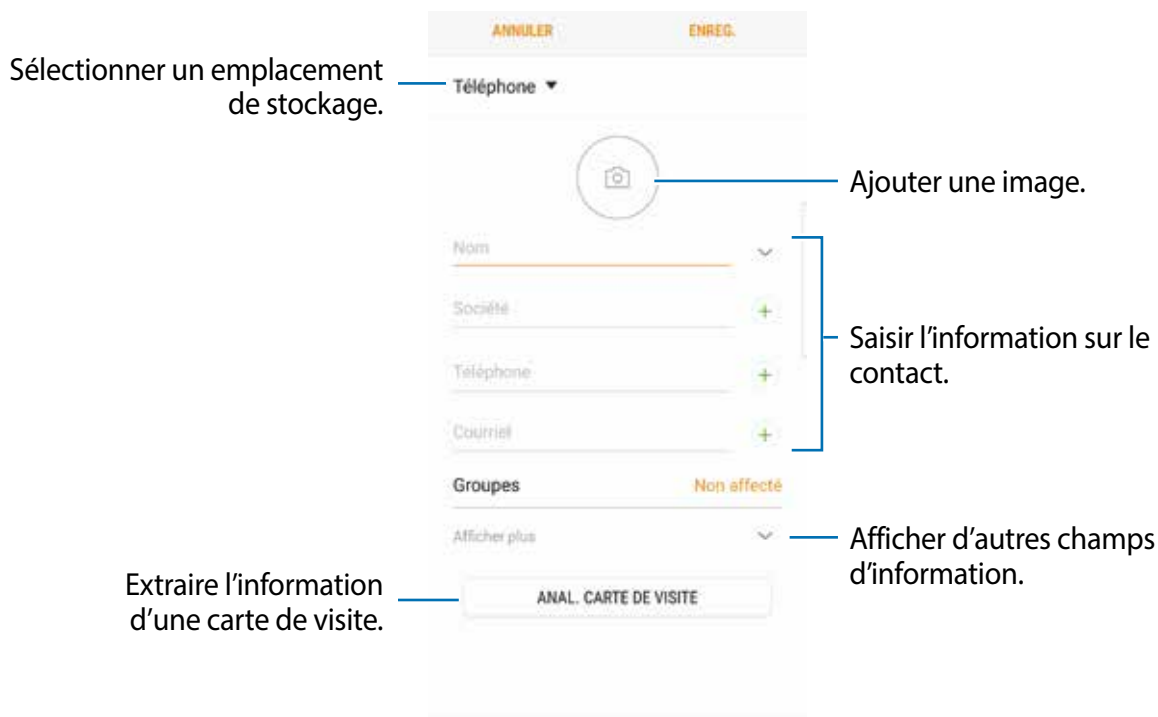 ANNULER ENREG.
Sélectionner un emplacement
de stockage.
Téléphone
Ajouter une image.
Nom
Société
Téléphone
Courriel
Saisir l’information sur le
contact.
Groupes Non affecté
Afficher plus
Afficher d’autres champs
d’information.
Extraire l’information
d’une carte de visite.
ANAL. CARTE DE VISITE